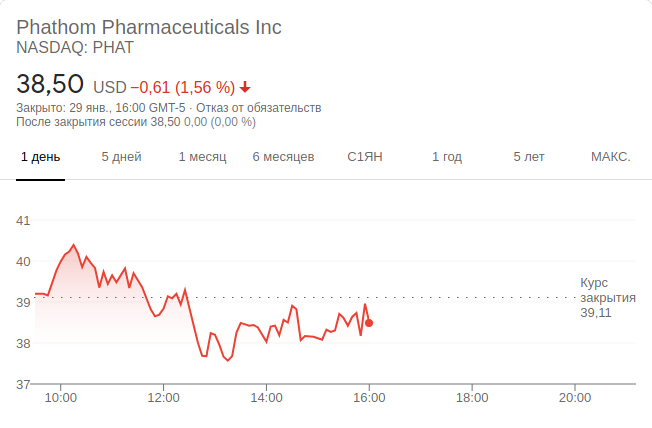 Phathom Pharmaceuticals Inc
NASDAQ: PHAT
38,50 USD −0,61 (1,56 %)
Закрыто: 29 янв., 16:00 GMT-5 · Отказ от обязательств
После закрытия сессии 38,50 0,00 (0,00 %)
1 день 5 дней 1 месяц 6 месяцев С1ЯН 1 год 5 лет МАКС.
41
40
Курс
39 закрытия
39,11
38
37
10:00 12:00 14:00 16:00 18:00 20:00